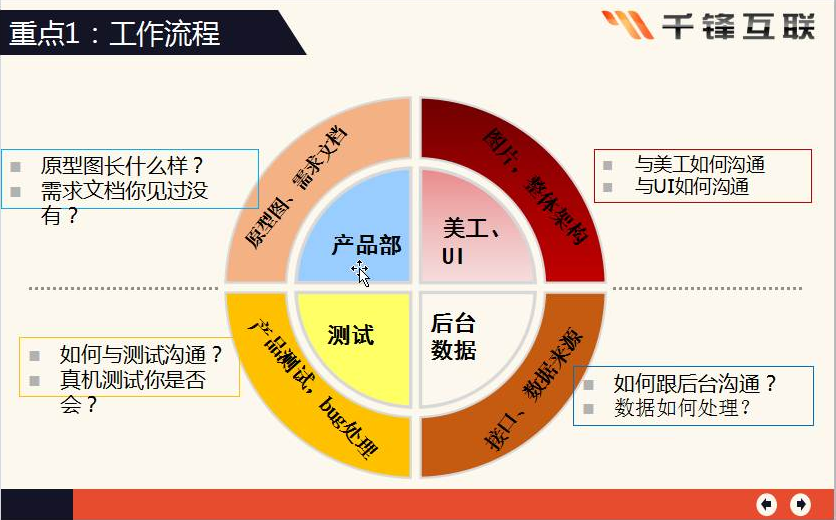 重点1：工作流程
千锋互联
原型图长什么样？
需求文档你见过没
有？
原型图、需求文档
图片，整体架构
与美工如何沟通
与UI如何沟通
产品部
美工、
UI
测试
后台
数据
如何与测试沟通？
真机测试你是否
会？
产品测试，bug处理
接口、数据来源
如何跟后台沟通？
数据如何处理？